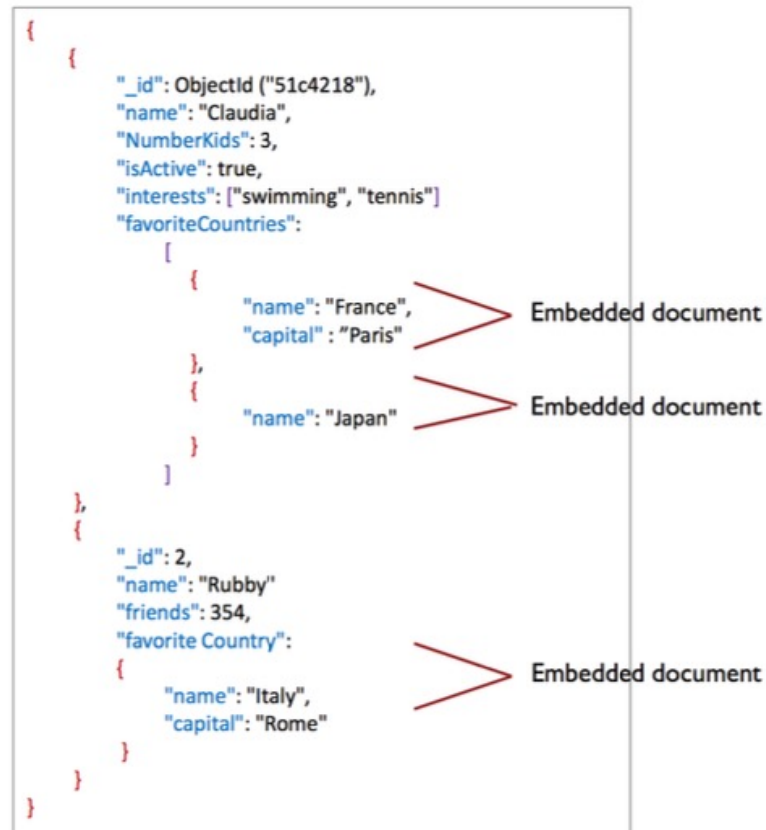 {
{
"_id": ObjectId ("51c4218"),
"name": "Claudia",
"NumberKids": 3,
"isActive": true,
"interests": ["swimming", "tennis"]
"favoriteCountries":
[
{
"name": "France",
"capital" : ”Paris"
Embedded document
},
{
"name": "Japan"
Embedded document
}
]
},
{
"_id": 2,
"name": "Rubby"
"friends": 354,
"favorite Country":
{
"name": "Italy",
"capital": "Rome"
Embedded document
}
}
}